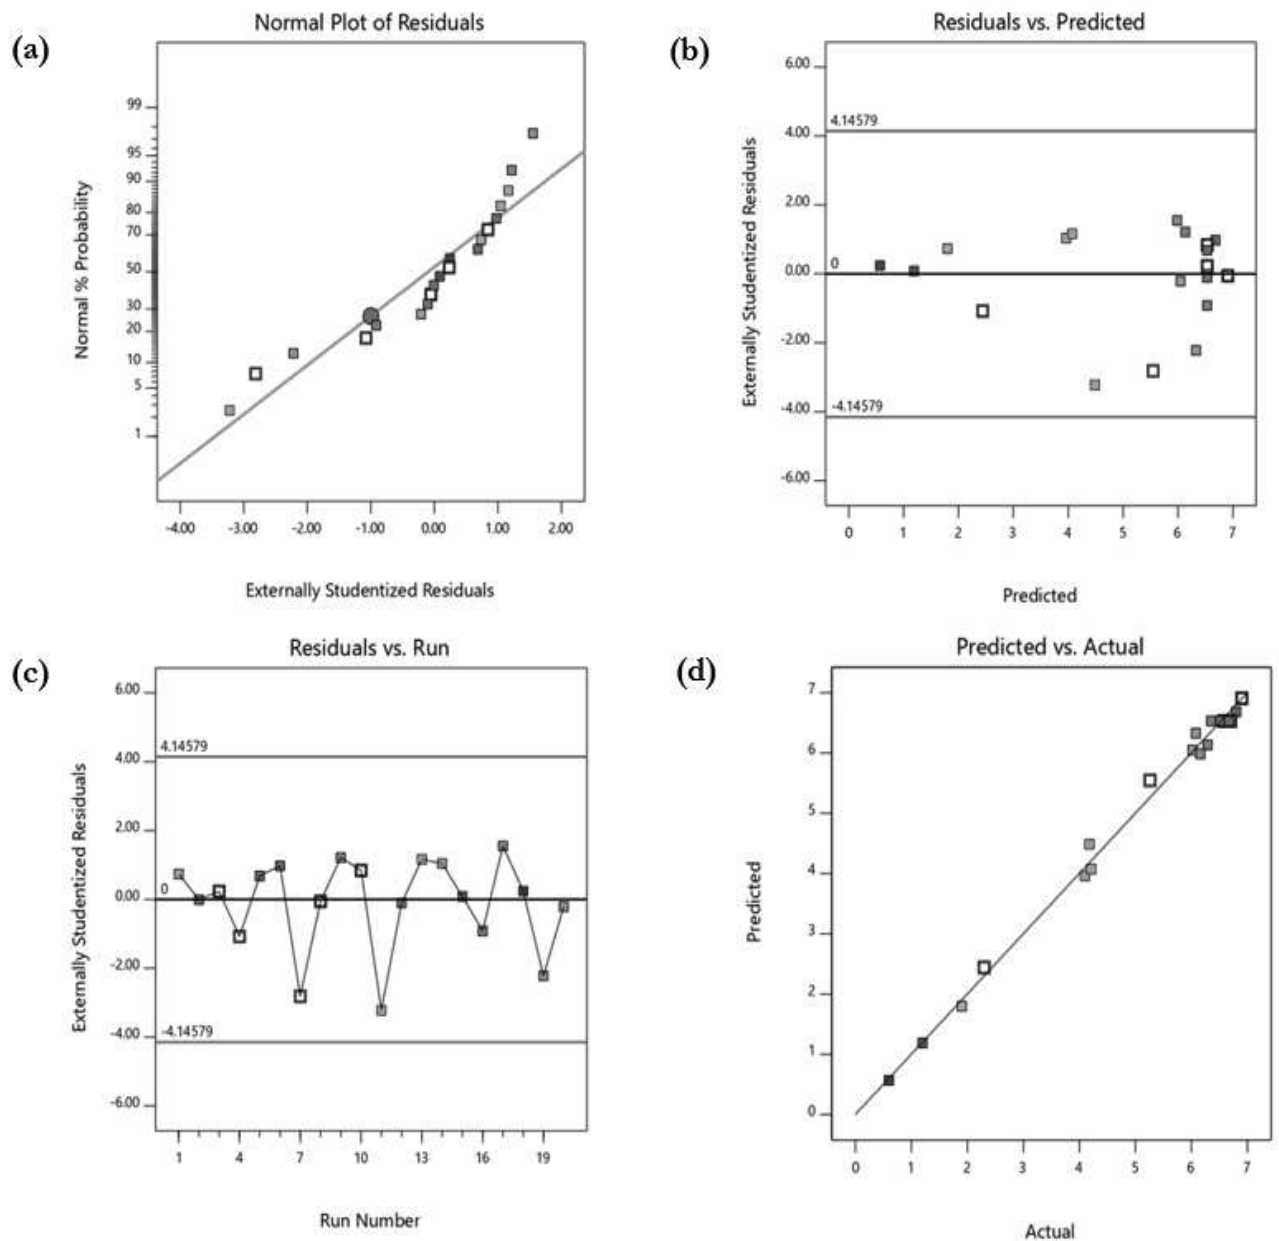 (a)
Normal Plot of Residuals
Normal % Probability
99
95
90
80
70
50
30
20
10
5
1
-4.00 -3.00 -2.00 -1.00 0.00 1.00 2.00
Externally Studentized Residuals
(b)
Residuals vs. Predicted
Externally Studentized Residuals
6.00
4.14579
4.00
2.00
0
0.00
-2.00
-4.00
-4.14579
-6.00
0 1 2 3 4 5 6 7
Predicted
(c)
Residuals vs. Run
Externally Studentized Residuals
6.00
4.14579
4.00
2.00
0
0.00
-2.00
-4.14579
-4.00
-6.00
1 4 7 10 13 16 19
Run Number
(d)
Predicted vs. Actual
Predicted
7
6
5
4
3
2
1
0
0 1 2 3 4 5 6 7
Actual